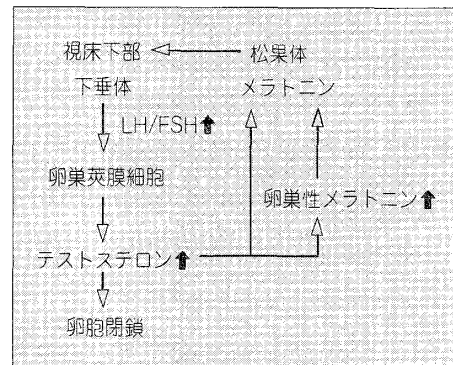 視床下部 松果体
下垂体 メラトニン
LH/FSH
卵巣莢膜細胞
卵巣性メラトニン
テストステロン
卵胞閉鎖